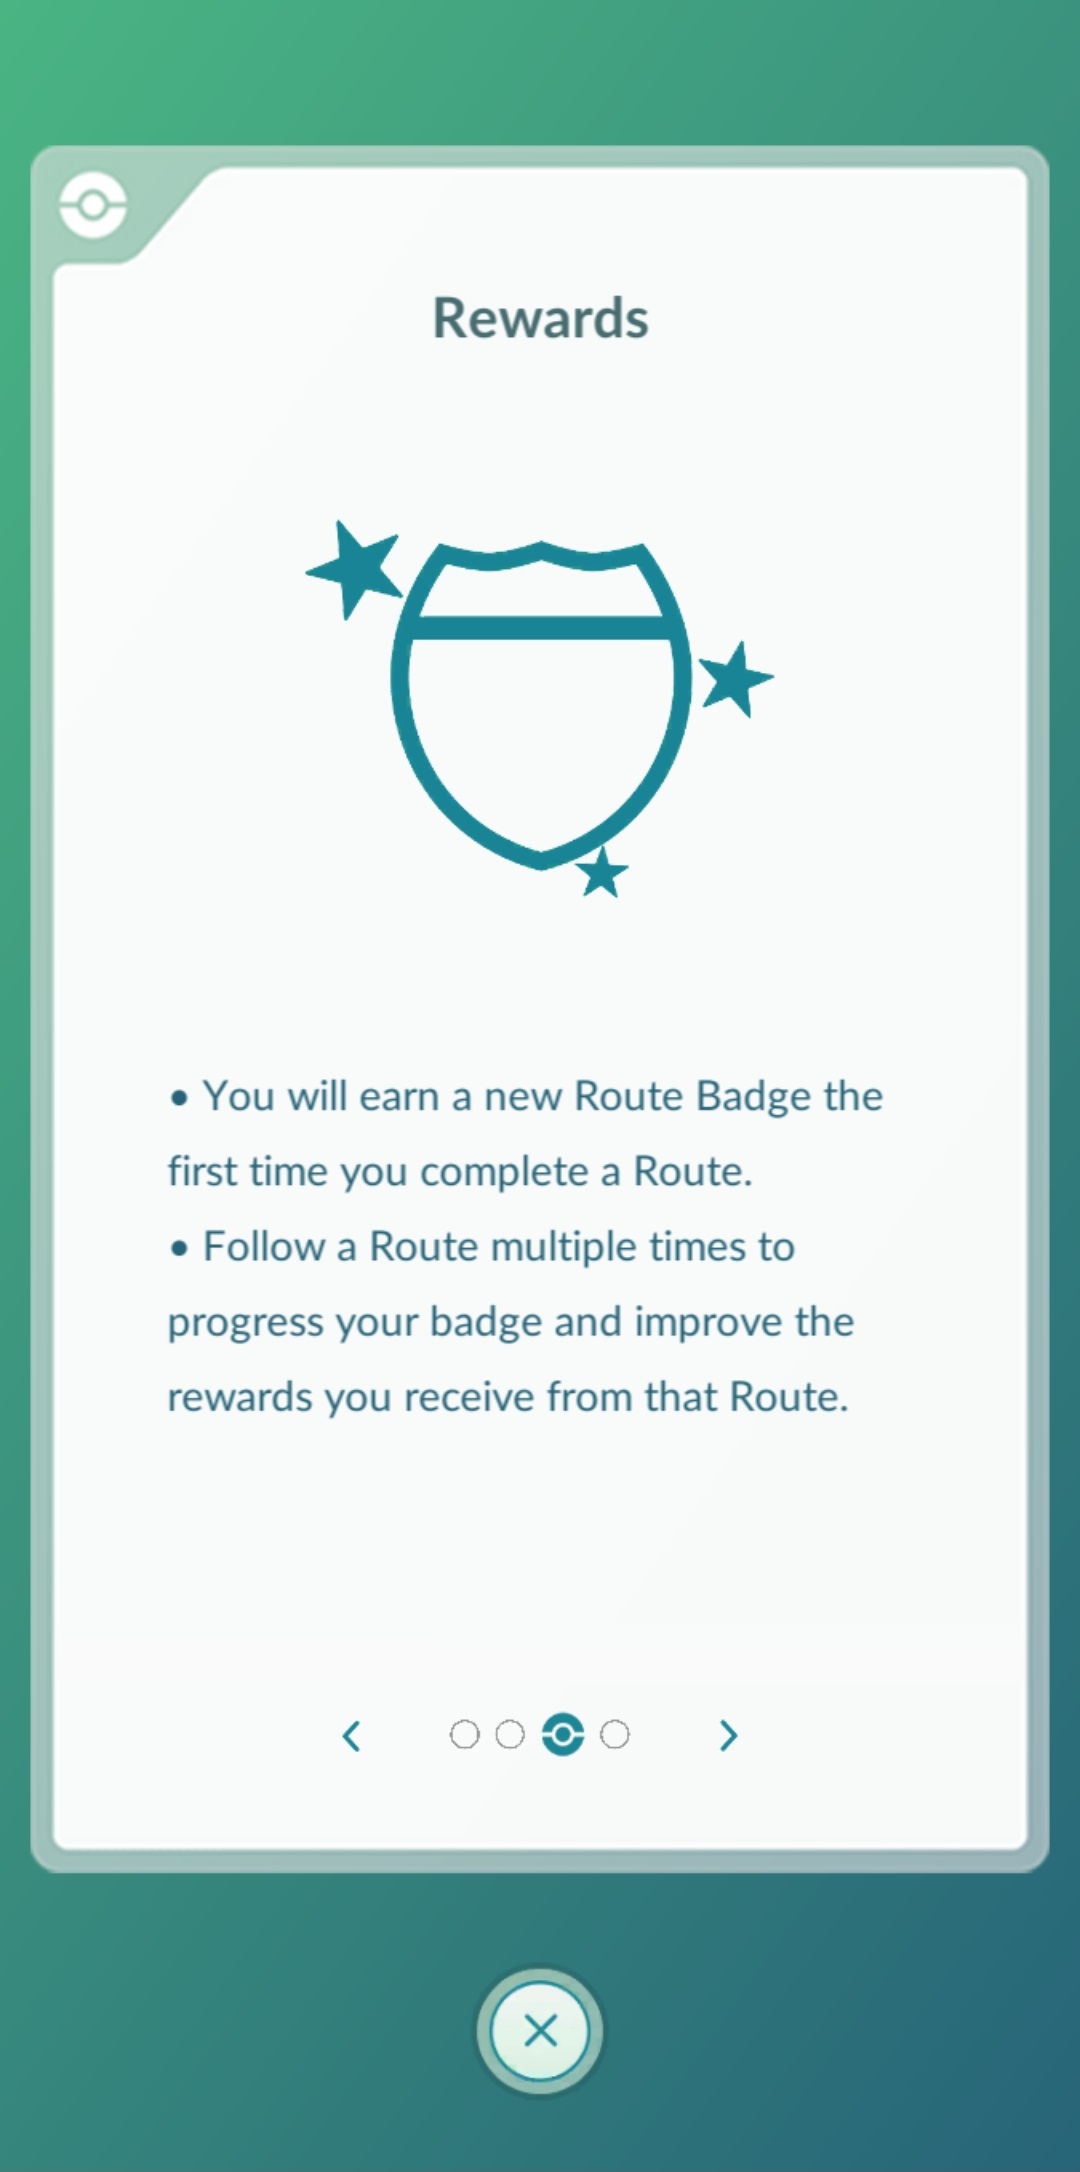 Rewards
• You will earn a new Route Badge the
first time you complete a Route.
• Follow a Route multiple times to
progress your badge and improve the
rewards you receive from that Route.